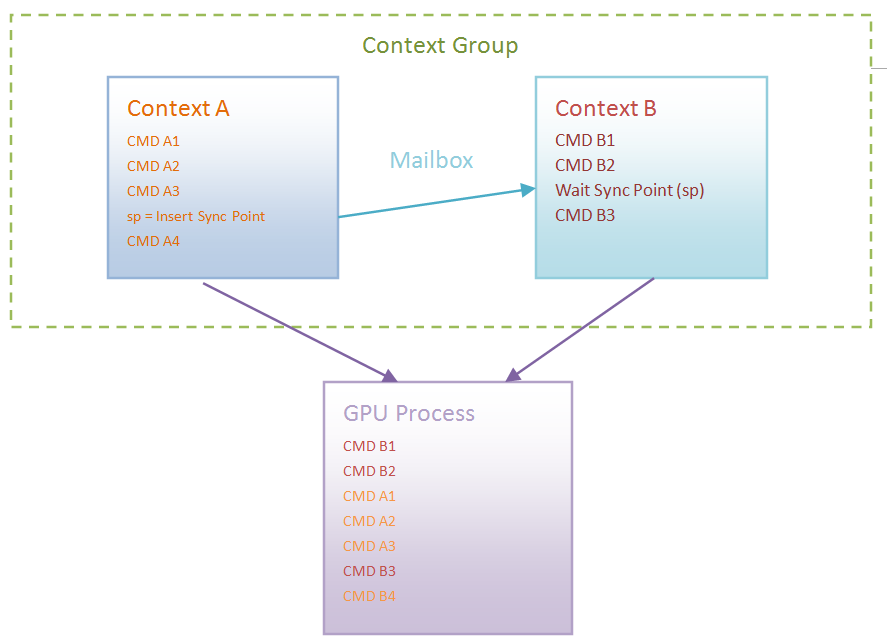 Context Group
Context A
CMD A1
CMD A2
CMD A3
sp = Insert Sync Point
CMD A4
Mailbox
Context B
CMD B1
CMD B2
Wait Sync Point (sp)
CMD B3
GPU Process
CMD B1
CMD B2
CMD A1
CMD A2
CMD A3
CMD B3
CMD B4